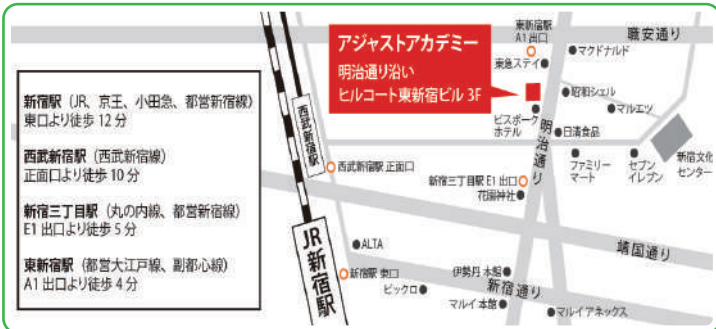 新宿駅（JR、京王、小田急、都営新宿線）
東口より徒歩 12 分
西武新宿駅（西武新宿線）
正面口より徒歩 10 分
新宿三丁目駅（丸の内線、都営新宿線）
E1 出口より徒歩 5 分
東新宿駅（都営大江戸線、副都心線）
A1 出口より徒歩 4 分
アジャストアカデミー
明治通り沿い
ヒルコート東新宿ビル 3F
東新宿駅
A1 出口
職安通り
東急ステイ
マクドナルド
昭和シェル
マルエツ
ビスポーク
ホテル
日清食品
明治通り
ファミリー
マート
セブン
イレブン
新宿文化
センター
西武新宿駅
西武新宿駅 正面口
新宿三丁目駅 E1 出口
花園神社
靖国通り
JR新宿駅
ALTA
新宿駅 東口
ビックロ
伊勢丹 本館
新宿通り
マルイ 本館
マルイアネックス